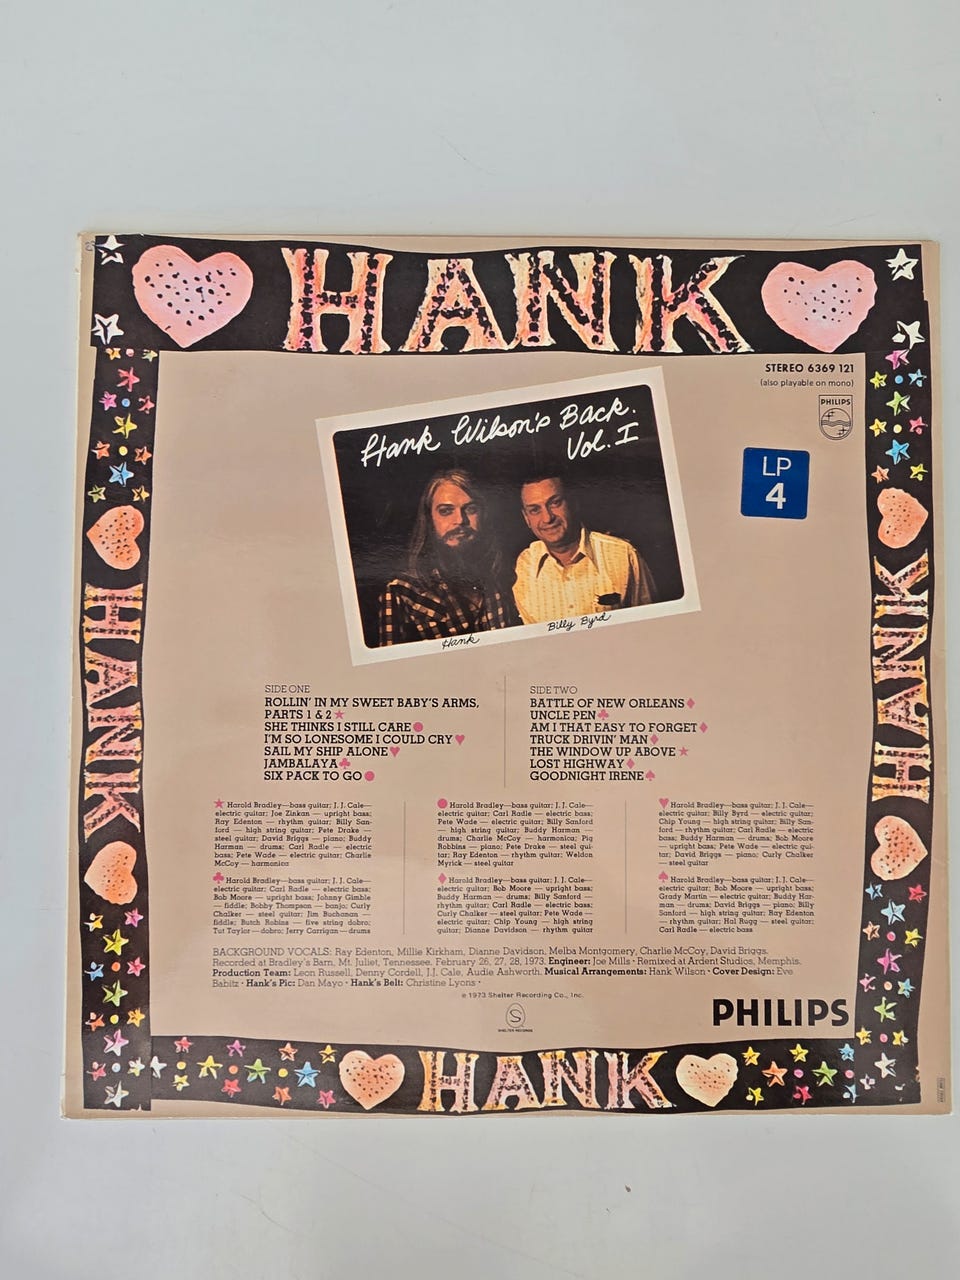 HANK
STEREO 6369 121
(also playable on mono)
PHILIPS
LP
4
Hank Wilson's Back.
Vol. I
Hank
Billy Byrd
HANK
HANK
SIDE ONE
ROLLIN' IN MY SWEET BABY'S ARMS,
PARTS 1 & 2 ★
SHE THINKS I STILL CARE ●
I'M SO LONESOME I COULD CRY ♥
SAIL MY SHIP ALONE ♥
JAMBALAYA ♣
SIX PACK TO GO ●
SIDE TWO
BATTLE OF NEW ORLEANS ♦
UNCLE PEN ♣
AM I THAT EASY TO FORGET ♦
TRUCK DRIVIN' MAN ♦
THE WINDOW UP ABOVE ★
LOST HIGHWAY ♦
GOODNIGHT IRENE ♠
★ Harold Bradley—bass guitar; J. J. Cale—
electric guitar; Joe Zinkan — upright bass;
Ray Edenton — rhythm guitar; Billy San-
ford — high string guitar; Pete Drake —
steel guitar; David Briggs — piano; Buddy
Harman — drums; Carl Radle — electric
bass; Pete Wade — electric guitar; Charlie
McCoy — harmonica
● Harold Bradley—bass guitar; J. J. Cale—
electric guitar; Carl Radle — electric bass;
Pete Wade — electric guitar; Billy Sanford
— high string guitar; Buddy Harman —
drums; Charlie McCoy — harmonica; Pig
Robbins — piano; Pete Drake — steel gui-
tar; Ray Edenton — rhythm guitar; Weldon
Myrick — steel guitar
♥ Harold Bradley—bass guitar; J. J. Cale—
electric guitar; Billy Byrd — electric guitar;
Chip Young — high string guitar; Billy San-
ford — rhythm guitar; Carl Radle — electric
bass; Buddy Harman — drums; Bob Moore
— upright bass; Pete Wade — electric gui-
tar; David Briggs — piano; Curly Chalker
— steel guitar
♣ Harold Bradley—bass guitar; J. J. Cale—
electric guitar; Carl Radle — electric bass;
Bob Moore — upright bass; Johnny Gimble
— fiddle; Bobby Thompson — banjo; Curly
Chalker — steel guitar; Jim Buchanan —
fiddle; Butch Robins — five string dobro;
Tut Taylor — dobro; Jerry Carrigan — drums
♦ Harold Bradley—bass guitar; J. J. Cale—
electric guitar; Bob Moore — upright bass;
Buddy Harman — drums; Billy Sanford —
rhythm guitar; Carl Radle — electric bass;
Curly Chalker — steel guitar; Pete Wade —
electric guitar; Chip Young — high string
guitar; Dianne Davidson — rhythm guitar
♠ Harold Bradley—bass guitar; J. J. Cale—
electric guitar; Bob Moore — upright bass;
Grady Martin — electric guitar; Buddy Har-
man — drums; David Briggs — piano; Billy
Sanford — high string guitar; Ray Edenton
— rhythm guitar; Hal Rugg — steel guitar;
Carl Radle — electric bass
BACKGROUND VOCALS: Ray Edenton, Millie Kirkham, Dianne Davidson, Melba Montgomery, Charlie McCoy, David Briggs.
Recorded at Bradley's Barn, Mt. Juliet, Tennessee. February 26, 27, 28, 1973. Engineer: Joe Mills • Remixed at Ardent Studios, Memphis.
Production Team: Leon Russell, Denny Cordell, J.J. Cale, Audie Ashworth. Musical Arrangements: Hank Wilson • Cover Design: Eve
Babitz • Hank's Pic: Dan Mayo • Hank's Belt: Christine Lyons •
℗ 1973 Shelter Recording Co., Inc.
S
SHELTER RECORDS
PHILIPS
HANK